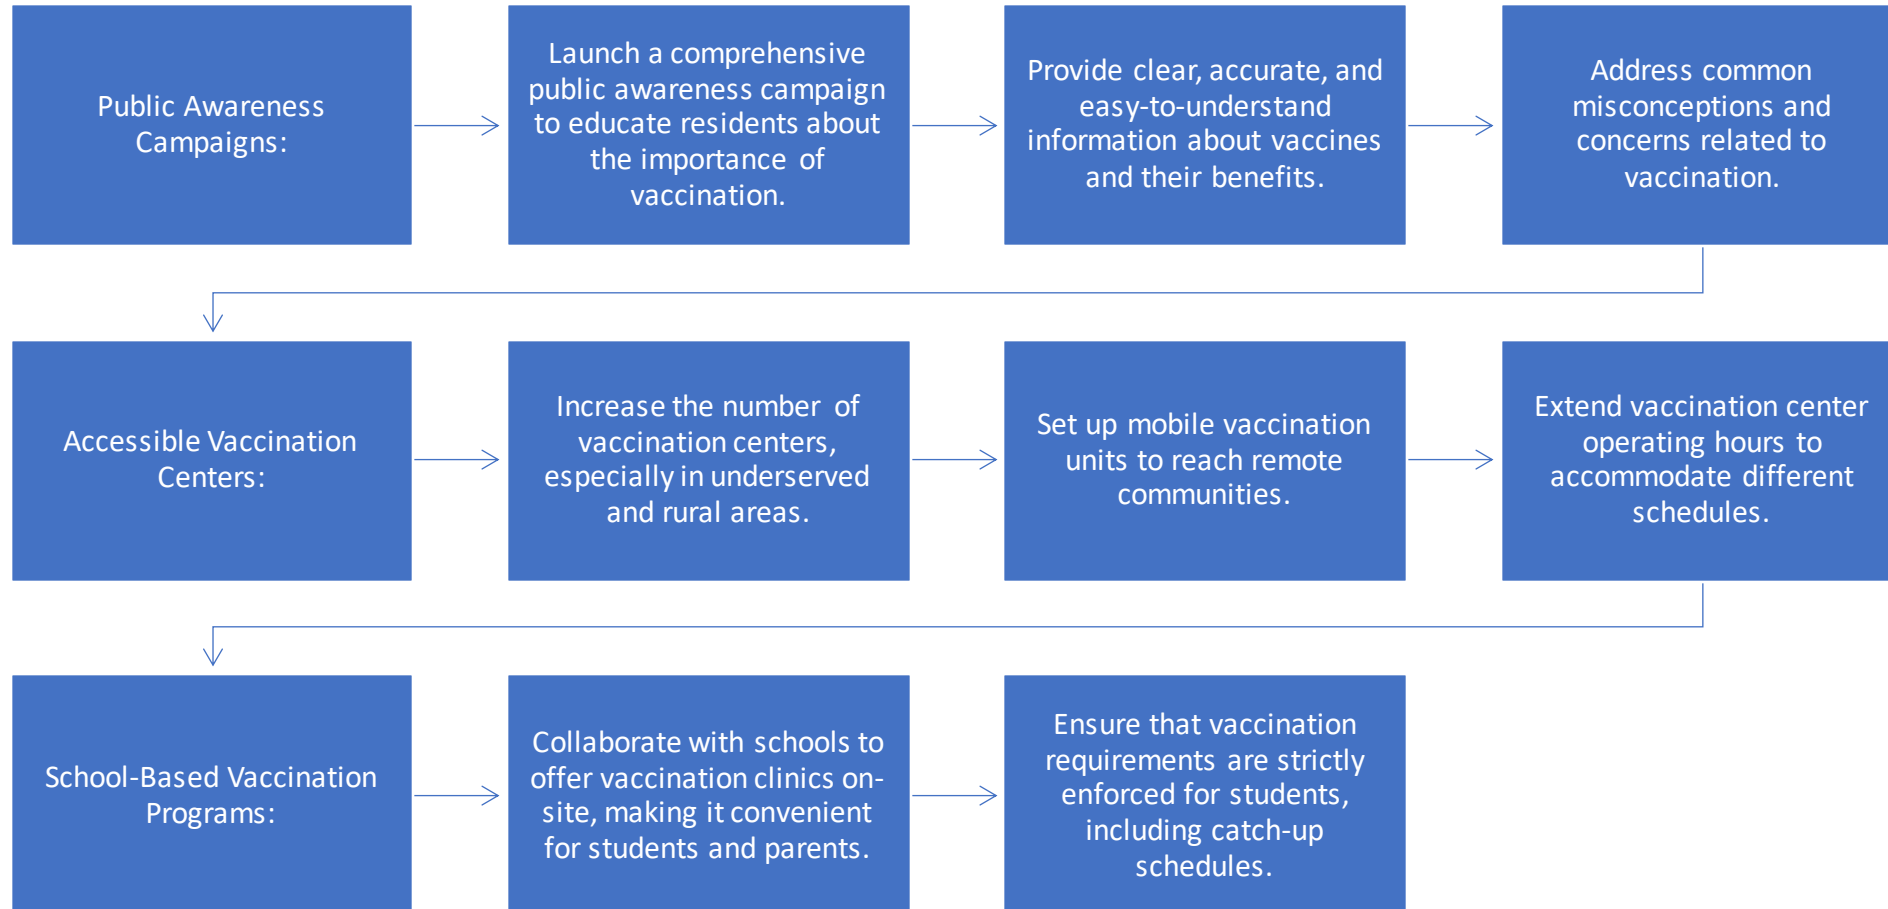 Public Awareness
Campaigns:
Launch a comprehensive
public awareness campaign
to educate residents about
the importance of
vaccination.
Provide clear, accurate, and
easy-to-understand
information about vaccines
and their benefits.
Address common
misconceptions and
concerns related to
vaccination.
Accessible Vaccination
Centers:
Increase the number of
vaccination centers,
especially in underserved
and rural areas.
Set up mobile vaccination
units to reach remote
communities.
Extend vaccination center
operating hours to
accommodate different
schedules.
School-Based Vaccination
Programs:
Collaborate with schools to
offer vaccination clinics on-
site, making it convenient
for students and parents.
Ensure that vaccination
requirements are strictly
enforced for students,
including catch-up
schedules.